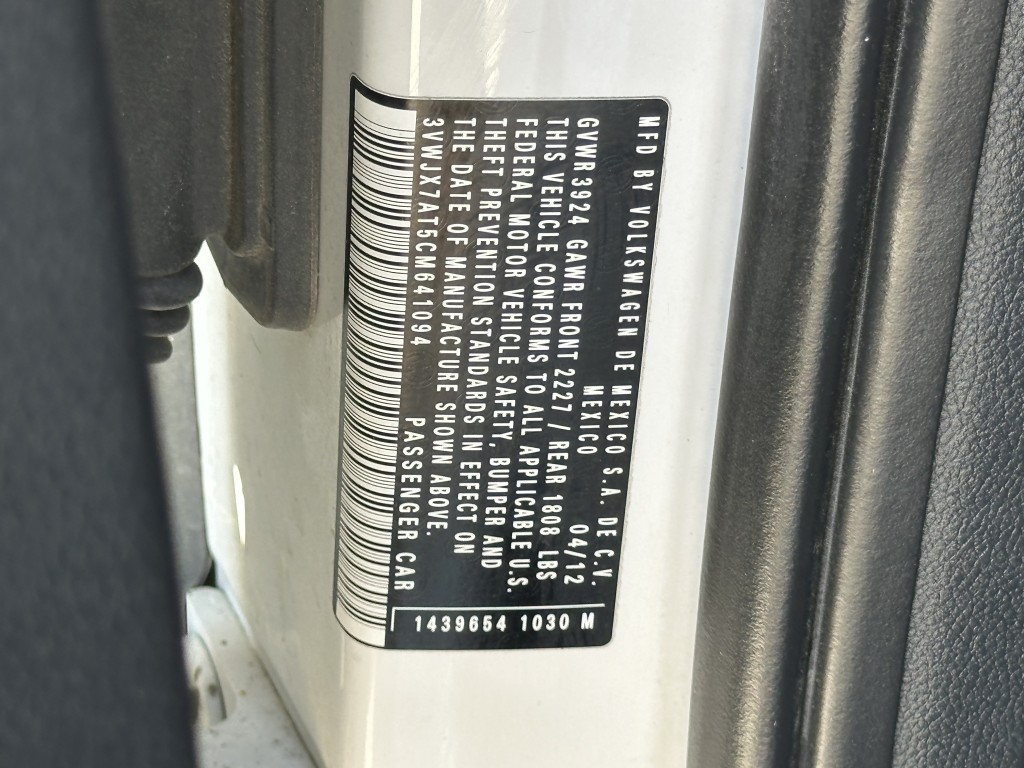 MFD BY VOLKSWAGEN DE MEXICO S.A. DE C.V.
MEXICO 04/12
GVWR 3924 GAWR FRONT 2227 / REAR 1808 LBS
THIS VEHICLE CONFORMS TO ALL APPLICABLE U.S.
FEDERAL MOTOR VEHICLE SAFETY, BUMPER AND
THEFT PREVENTION STANDARDS IN EFFECT ON
THE DATE OF MANUFACTURE SHOWN ABOVE.
3VWJX7AT5CM641094 PASSENGER CAR
1439654 1030 M